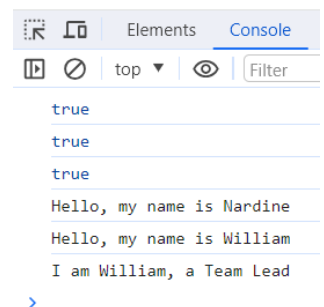 Elements Console
top Filter
true
true
true
Hello, my name is Nardine
Hello, my name is William
I am William, a Team Lead